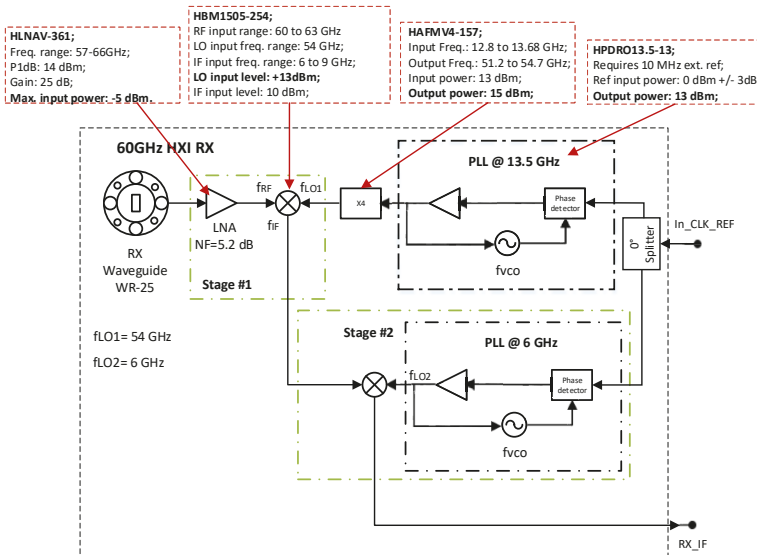 HLNAV-361;
Freq. range: 57-66GHz;
P1dB: 14 dBm;
Gain: 25 dB;
Max. input power: -5 dBm.
HBM1505-254;
RF input range: 60 to 63 GHz
LO input freq. range: 54 GHz;
IF input freq. range: 6 to 9 GHz;
LO input level: +13dBm;
IF input level: 10 dBm;
HAFMV4-157;
Input Freq.: 12.8 to 13.68 GHz;
Output Freq.: 51.2 to 54.7 GHz;
Input power: 13 dBm;
Output power: 15 dBm;
HPDRO13.5-13;
Requires 10 MHz ext. ref;
Ref input power: 0 dBm +/- 3dB
Output power: 13 dBm;
60GHz HXI RX
PLL @ 13.5 GHz
fRF
fLO1
X4
Phase
detector
In_CLK_REF
0°
Splitter
LNA
NF=5.2 dB
fIF
fvco
RX
Waveguide
WR-25
Stage #1
fLO1= 54 GHz
fLO2= 6 GHz
Stage #2
PLL @ 6 GHz
fLO2
Phase
detector
fvco
RX_IF